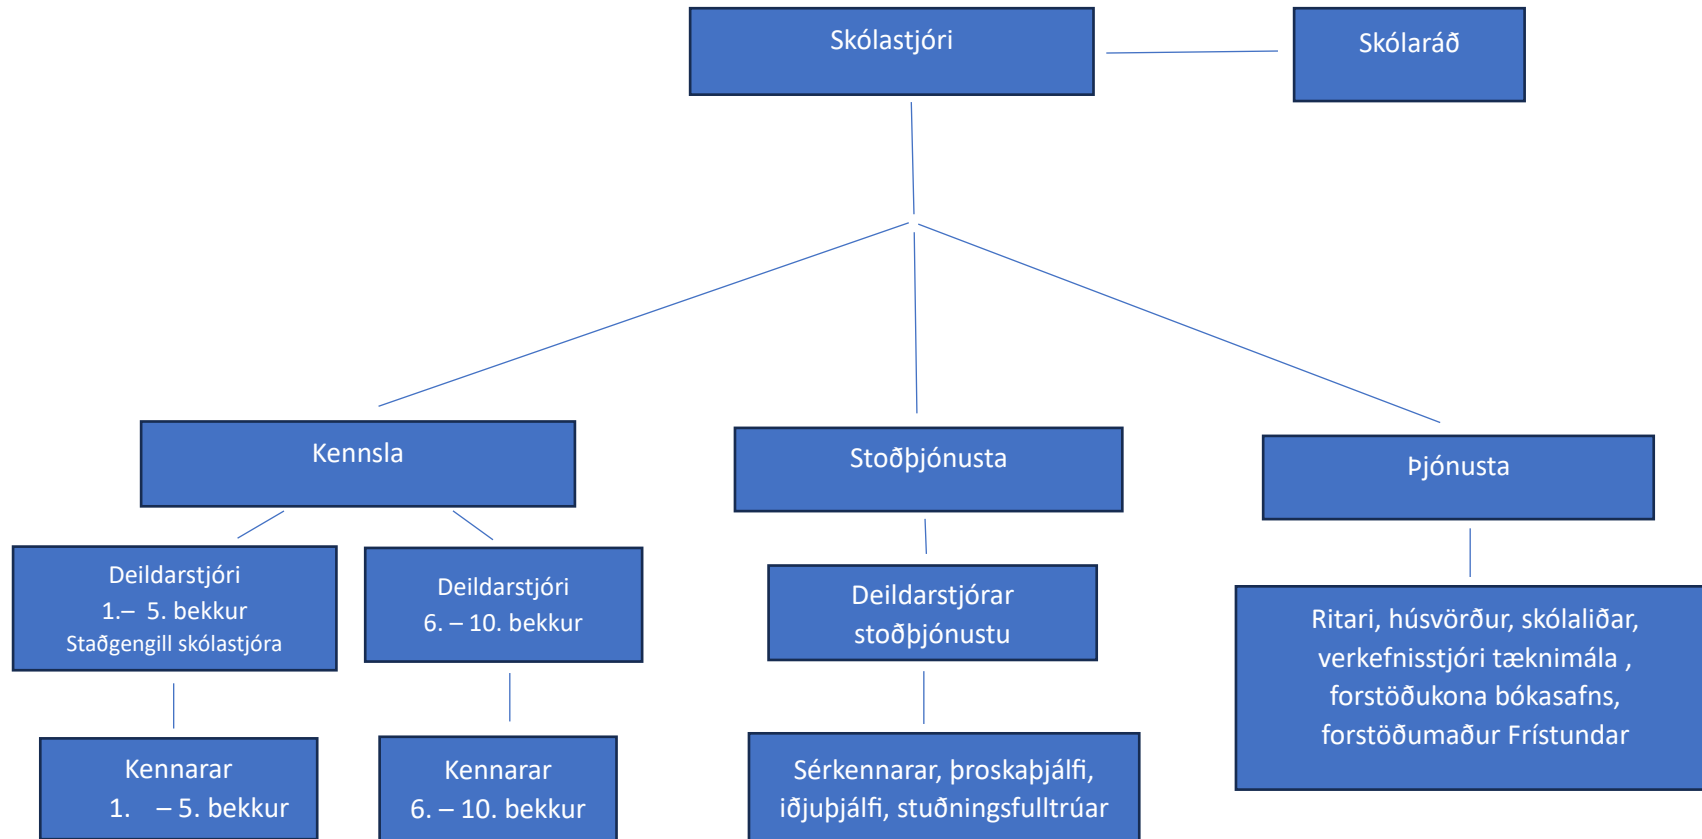 Skólastjóri
Skólaráð
Kennsla
Stoðþjónusta
Þjónusta
Deildarstjóri
1.– 5. bekkur
Staðgengill skólastjóra
Deildarstjóri
6. – 10. bekkur
Deildarstjórar
stoðþjónustu
Ritari, húsvörður, skólaliðar,
verkefnisstjóri tæknimála ,
forstöðukona bókasafns,
forstöðumaður Frístundar
Kennarar
1. – 5. bekkur
Kennarar
6. – 10. bekkur
Sérkennarar, þroskaþjálfi,
iðjuþjálfi, stuðningsfulltrúar